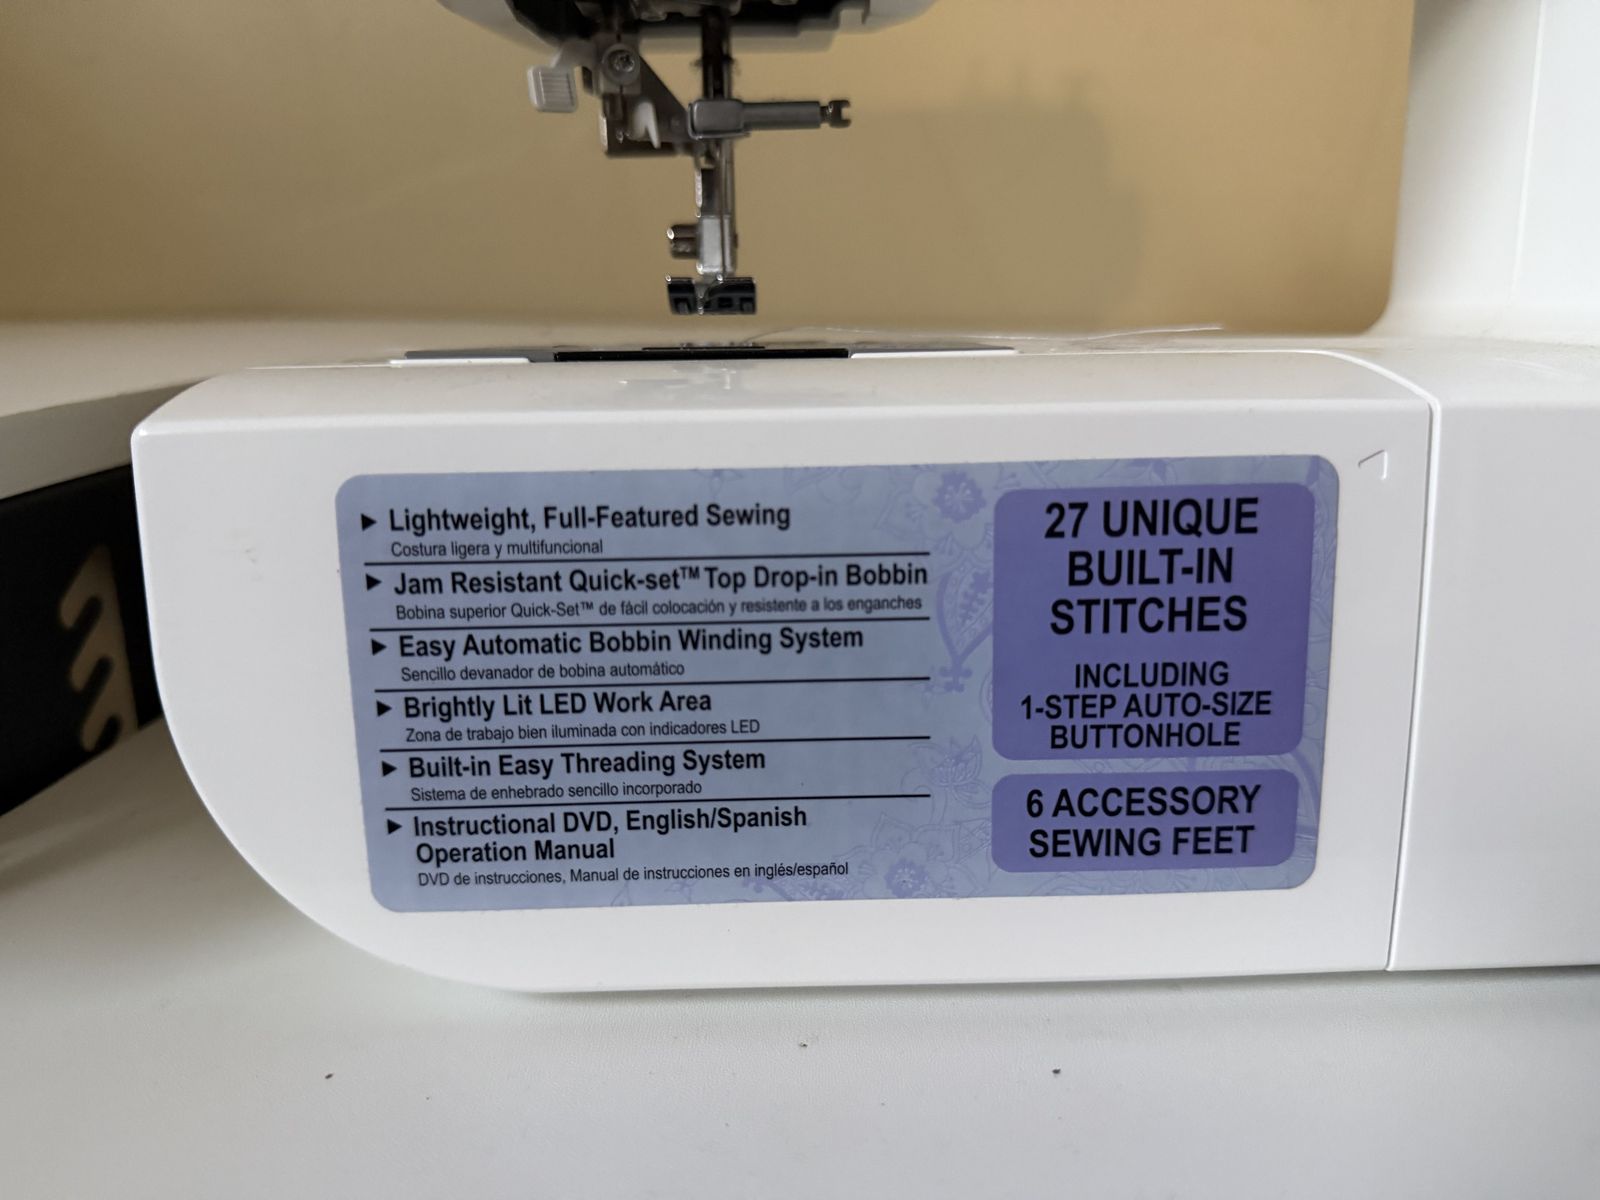 ▶ Lightweight, Full-Featured Sewing
Costura ligera y multifuncional
▶ Jam Resistant Quick-set™ Top Drop-in Bobbin
Bobina superior Quick-Set™ de fácil colocación y resistente a los enganches
▶ Easy Automatic Bobbin Winding System
Sencillo devanador de bobina automático
▶ Brightly Lit LED Work Area
Zona de trabajo bien iluminada con indicadores LED
▶ Built-in Easy Threading System
Sistema de enhebrado sencillo incorporado
▶ Instructional DVD, English/Spanish
Operation Manual
DVD de instrucciones, Manual de instrucciones en inglés/español
27 UNIQUE
BUILT-IN
STITCHES
INCLUDING
1-STEP AUTO-SIZE
BUTTONHOLE
6 ACCESSORY
SEWING FEET